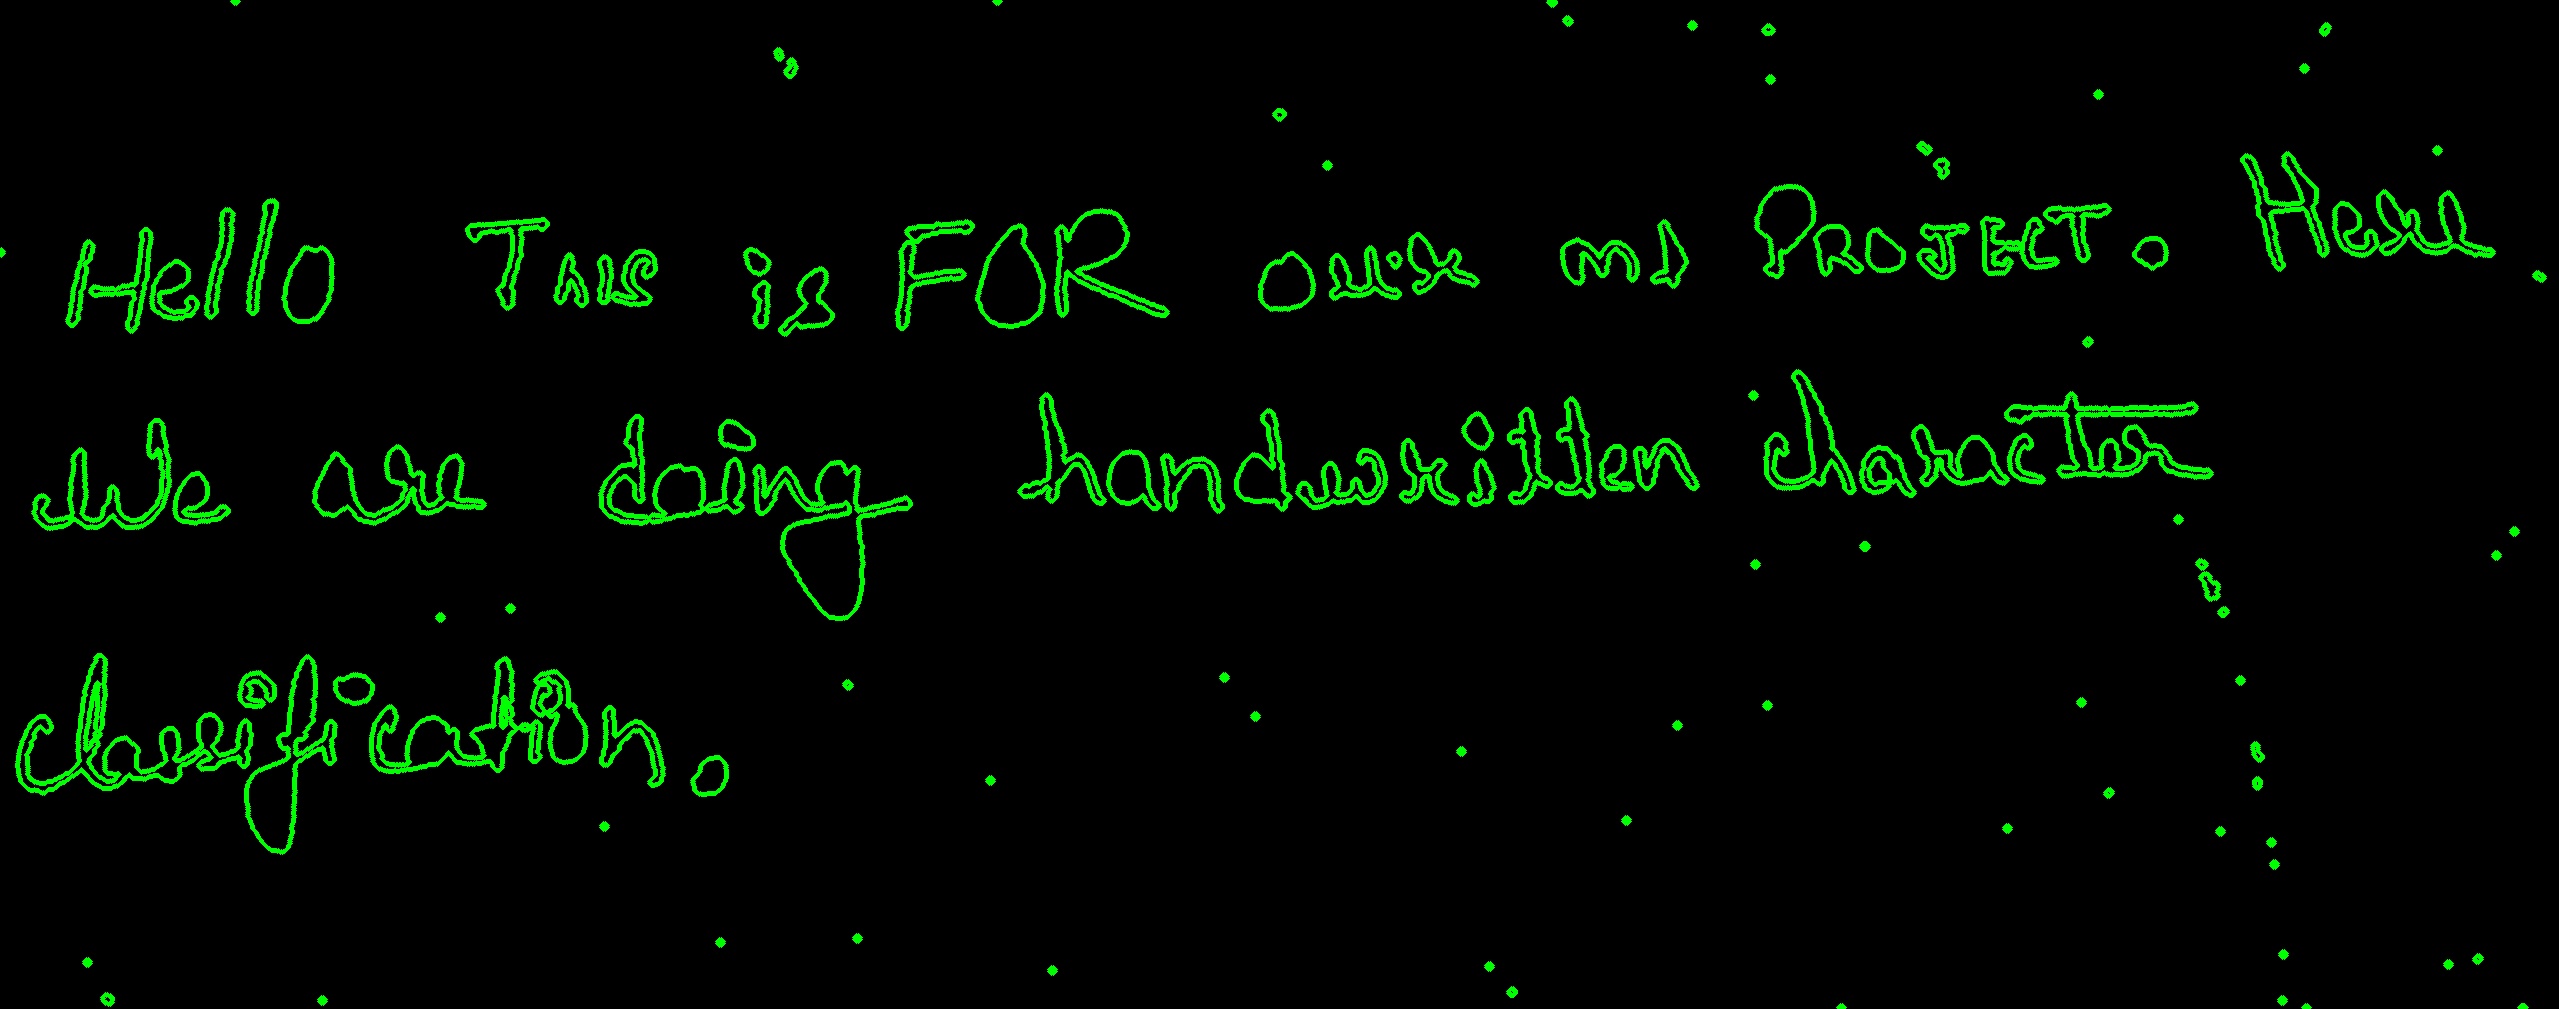 Hello This is FOR our ml PROJECT. Here
We are doing handwritten character
classification.